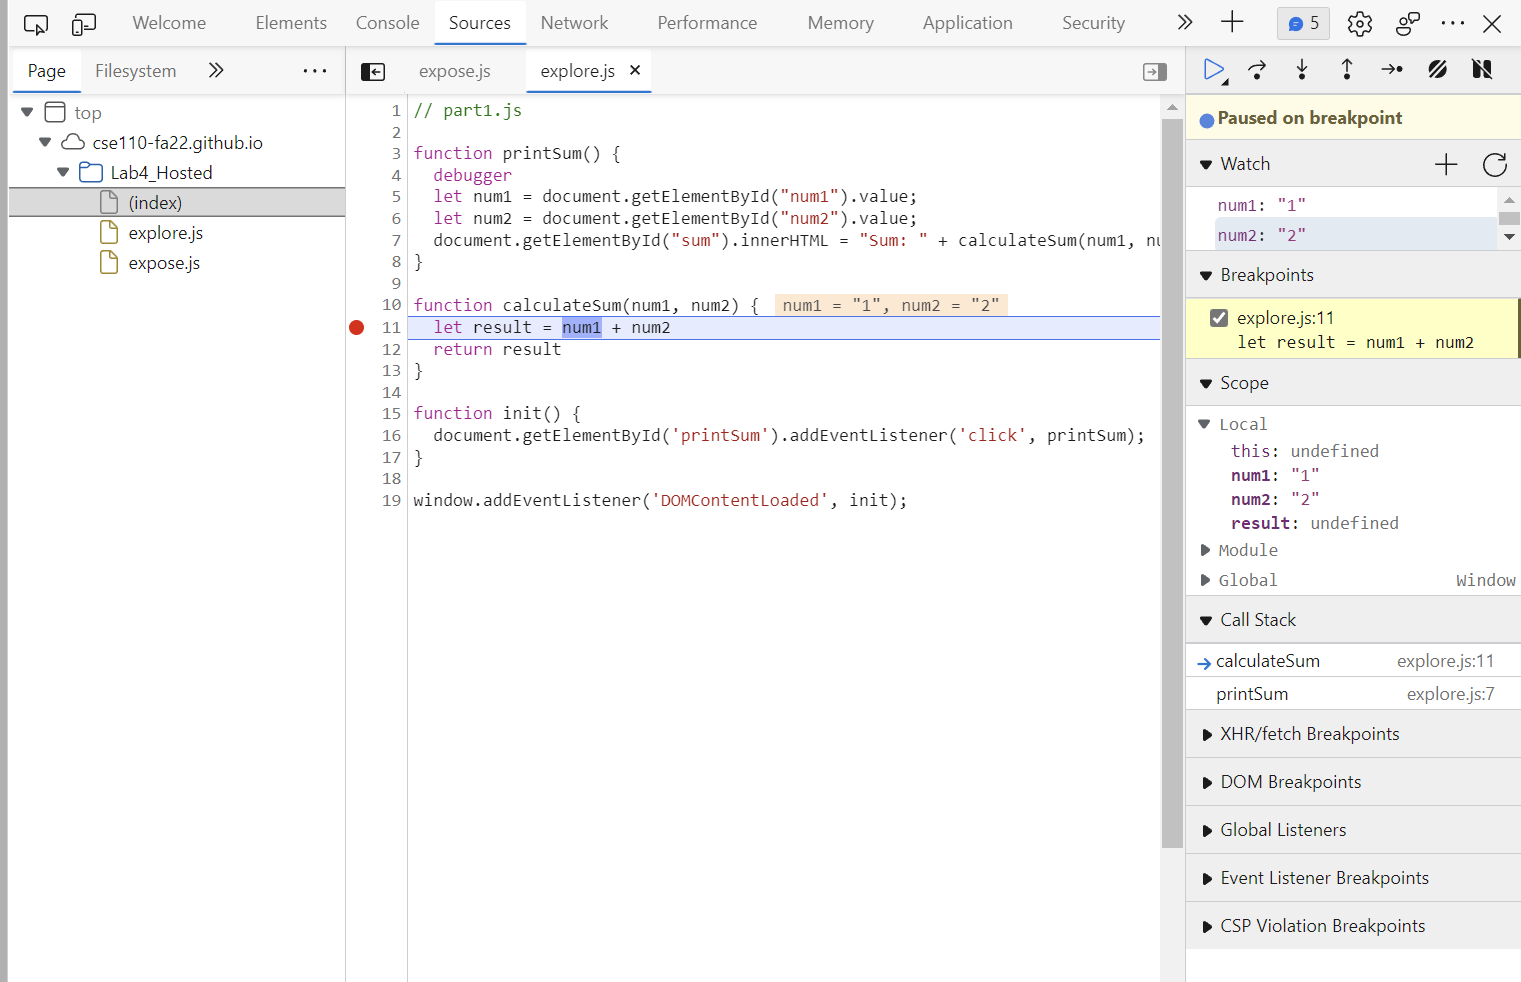 Welcome Elements Console Sources Network Performance Memory Application Security 5
Page Filesystem
expose.js explore.js
top
cse110-fa22.github.io
Lab4_Hosted
(index)
explore.js
expose.js
1 // part1.js
2
3 function printSum() {
4 debugger
5 let num1 = document.getElementById("num1").value;
6 let num2 = document.getElementById("num2").value;
7 document.getElementById("sum").innerHTML = "Sum: " + calculateSum(num1, nu
8 }
9
10 function calculateSum(num1, num2) { num1 = "1", num2 = "2"
11 let result = num1 + num2
12 return result
13 }
14
15 function init() {
16 document.getElementById('printSum').addEventListener('click', printSum);
17 }
18
19 window.addEventListener('DOMContentLoaded', init);
Paused on breakpoint
Watch
num1: "1"
num2: "2"
Breakpoints
explore.js:11
let result = num1 + num2
Scope
Local
this: undefined
num1: "1"
num2: "2"
result: undefined
Module
Global Window
Call Stack
calculateSum explore.js:11
printSum explore.js:7
XHR/fetch Breakpoints
DOM Breakpoints
Global Listeners
Event Listener Breakpoints
CSP Violation Breakpoints